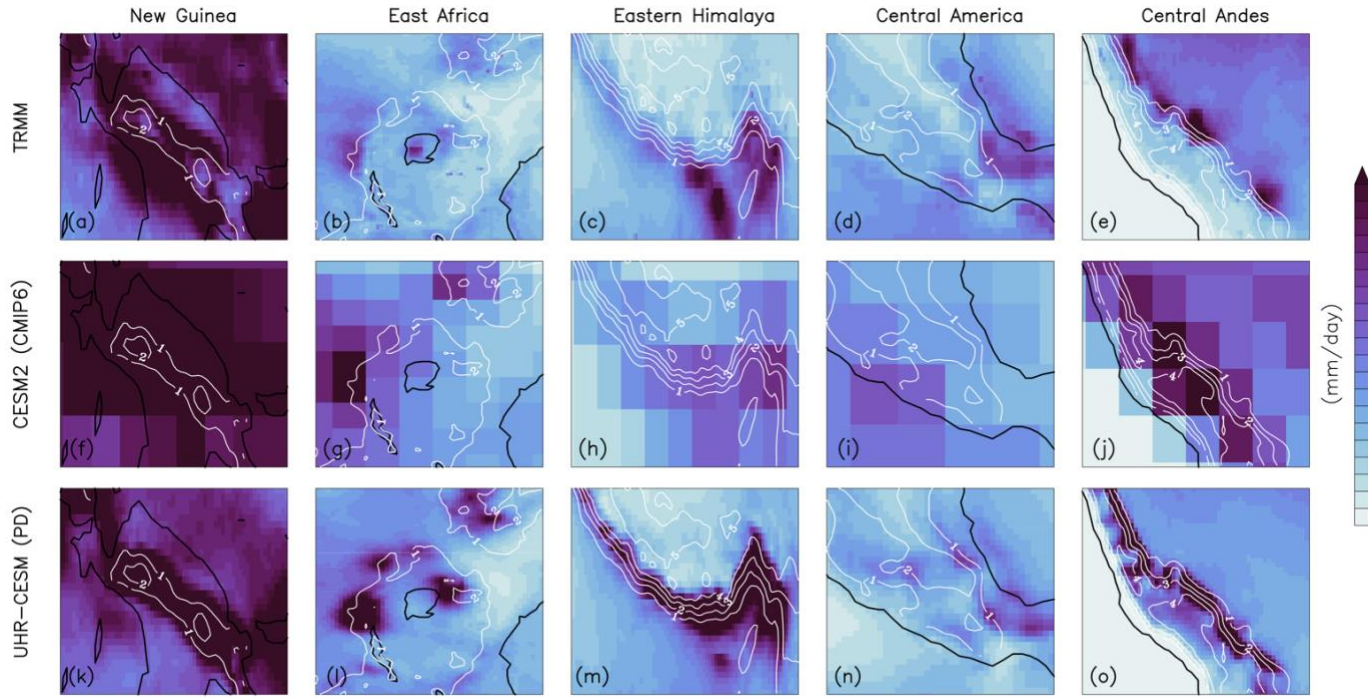 New Guinea East Africa Eastern Himalaya Central America Central Andes
TRMM
(a) (b) (c) (d) (e)
CESM2 (CMIP6)
(f) (g) (h) (i) (j)
(mm/day)
UHR-CESM (PD)
(k) (l) (m) (n) (o)